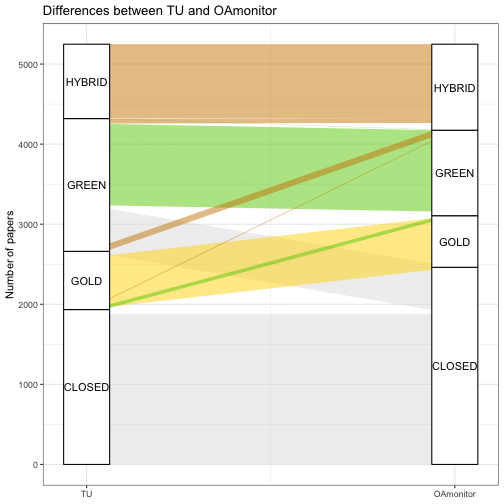 Differences between TU and OAmonitor
Number of papers
5000
4000
3000
2000
1000
0
HYBRID
GREEN
GOLD
CLOSED
HYBRID
GREEN
GOLD
CLOSED
TU
OAmonitor